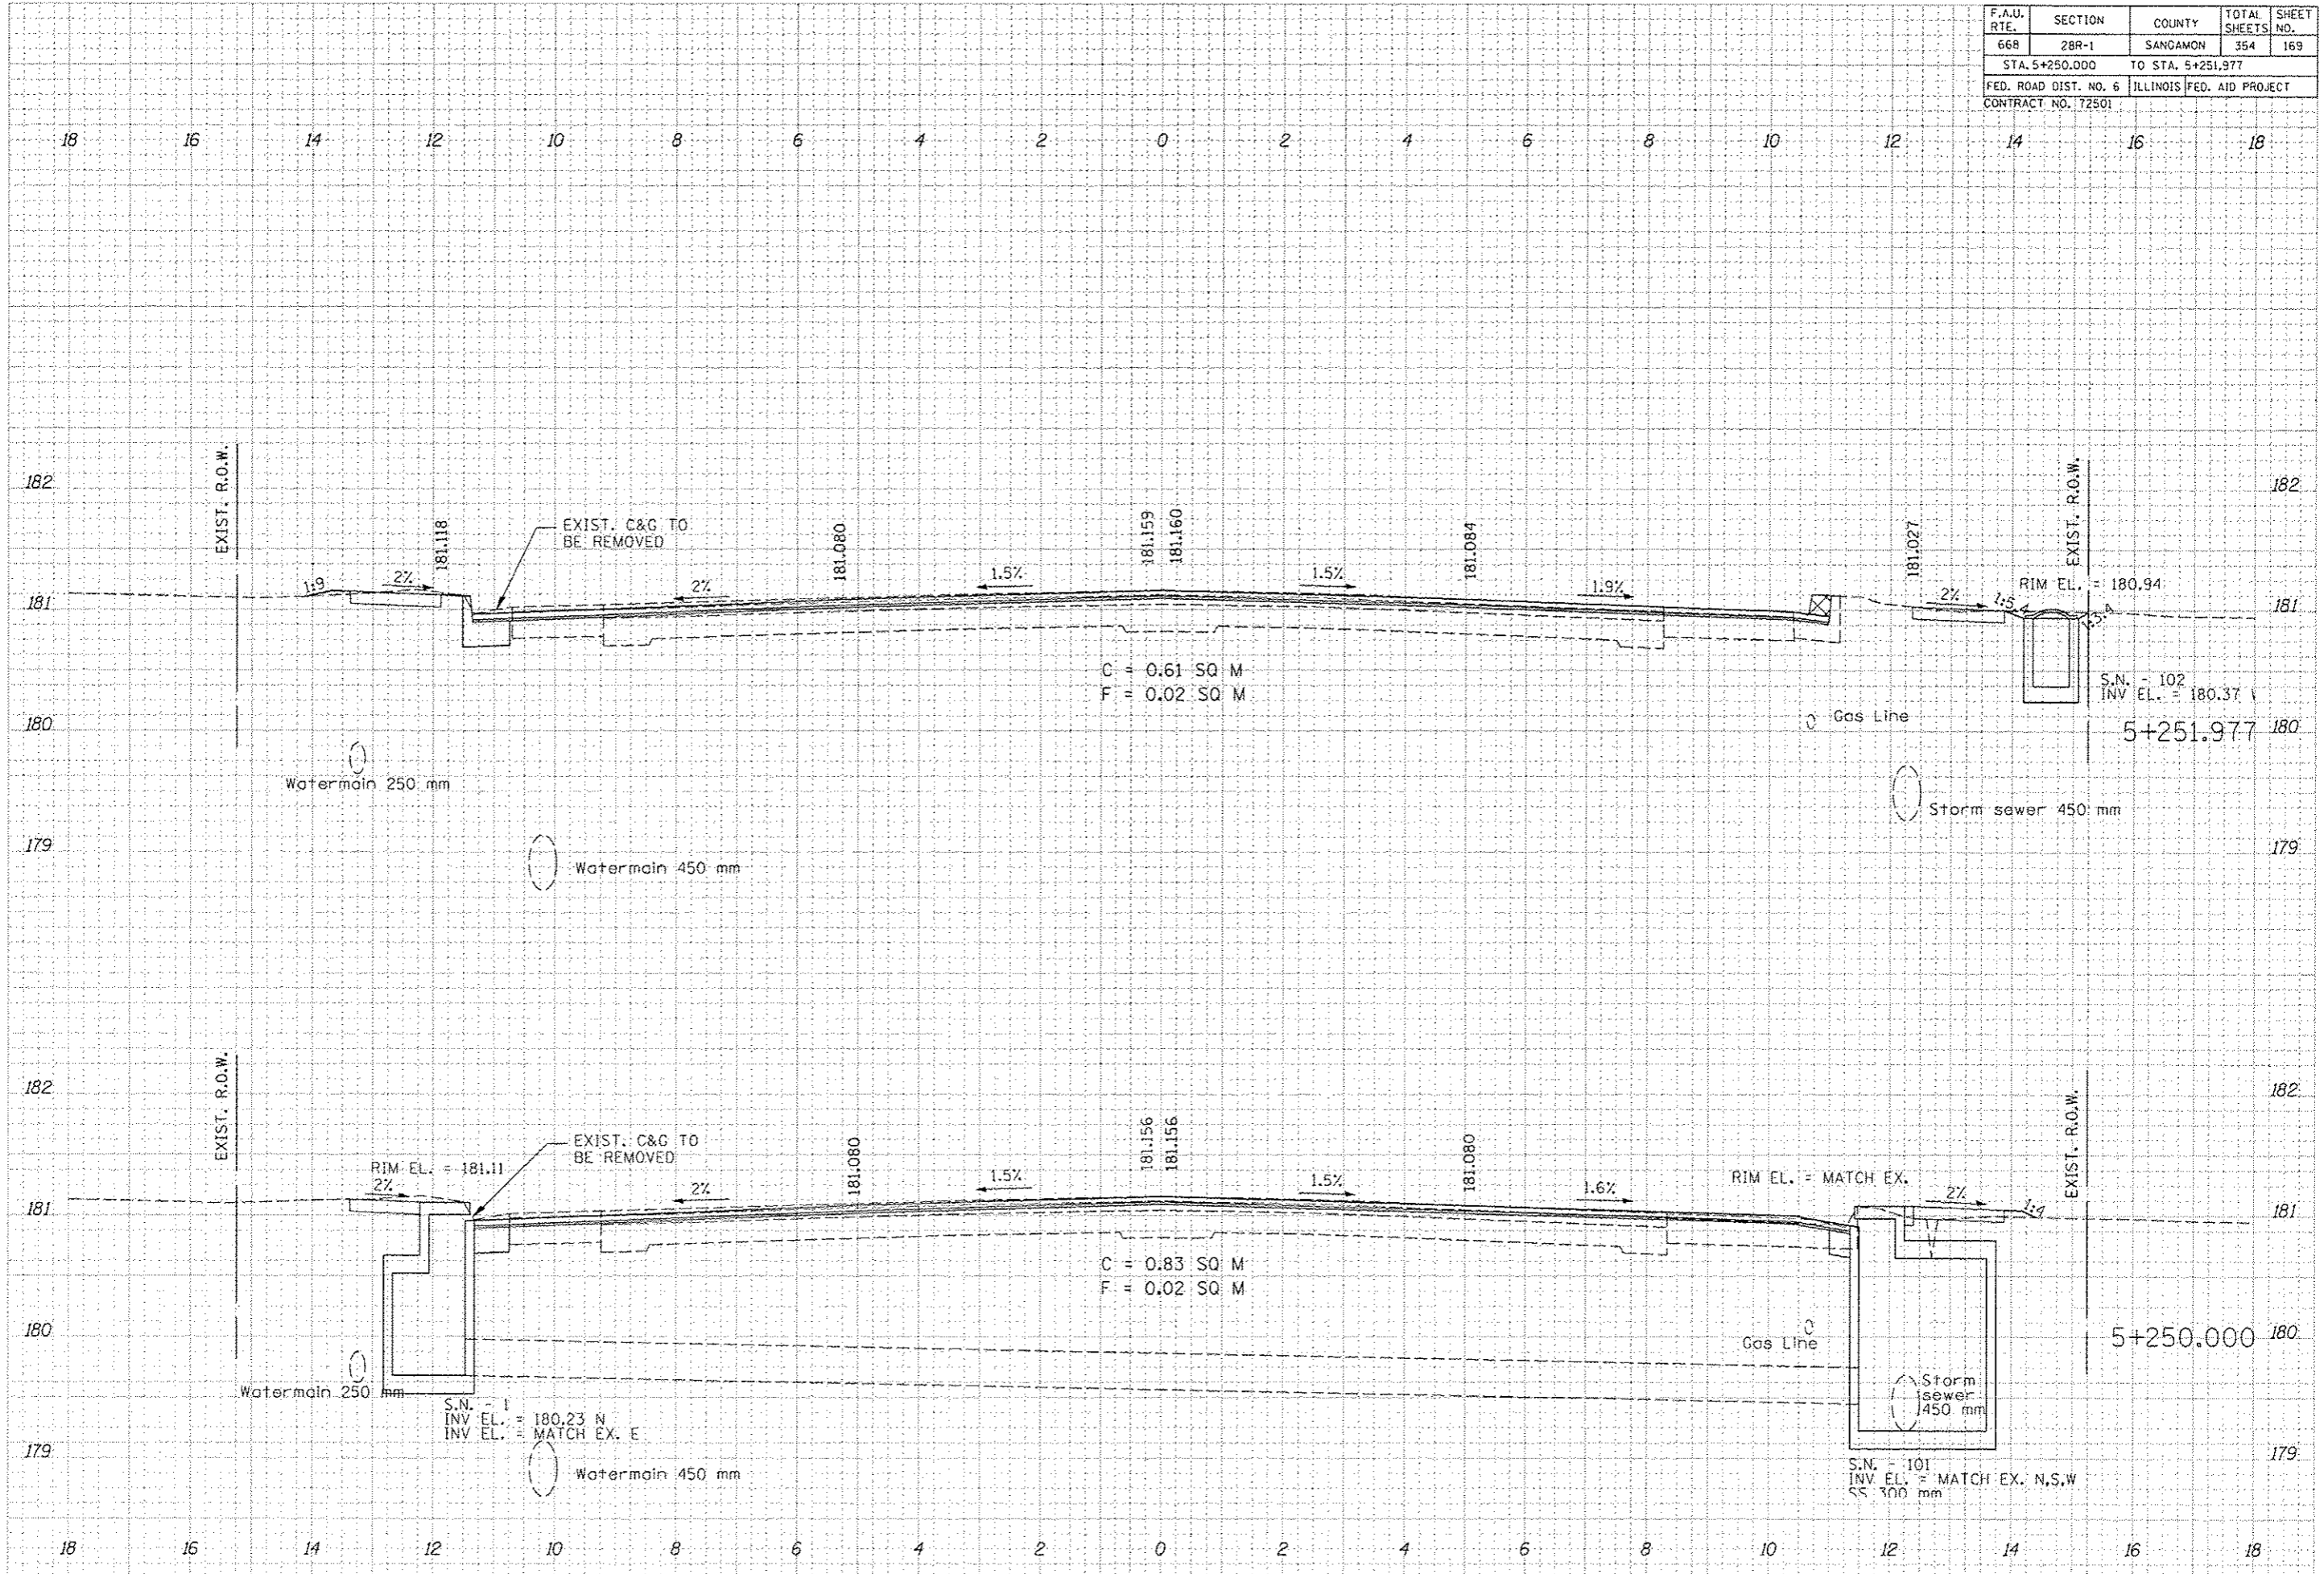 F.A.U. RTE. SECTION COUNTY TOTAL SHEETS SHEET NO.
668 28R-1 SANGAMON 354 169
STA. 5+250.000 TO STA. 5+251.977
FED. ROAD DIST. NO. 6 ILLINOIS FED. AID PROJECT
CONTRACT NO. 72501
18 16 14 12 10 8 6 4 2 0 2 4 6 8 10 12 14 16 18
182 182
EXIST. R.O.W.
EXIST. R.O.W.
EXIST. C&G TO
BE REMOVED
181.118
181.080
181.159
181.160
181.084
181.027
RIM EL. = 180.94
181 181
1:9 2% 2% 1.5% 1.5% 1.9% 2% 1:5.4 1:3.4
C = 0.61 SQ M
F = 0.02 SQ M
S.N. - 102
INV EL. = 180.37
Gas Line
180 5+251.977 180
Watermain 250 mm
Storm sewer 450 mm
179 179
Watermain 450 mm
182 182
EXIST. R.O.W.
EXIST. R.O.W.
EXIST. C&G TO
BE REMOVED
RIM EL. = 181.11
181.080
181.156
181.156
181.080
RIM EL. = MATCH EX.
2% 2% 1.5% 1.5% 1.6% 2% 1:4
181 181
C = 0.83 SQ M
F = 0.02 SQ M
180 5+250.000 180
Gas Line
Watermain 250 mm
Storm
sewer
450 mm
S.N. - 1
INV EL. = 180.23 N
INV EL. = MATCH EX. E
179 179
Watermain 450 mm
S.N. - 101
INV EL. = MATCH EX. N,S,W
SS 300 mm
18 16 14 12 10 8 6 4 2 0 2 4 6 8 10 12 14 16 18